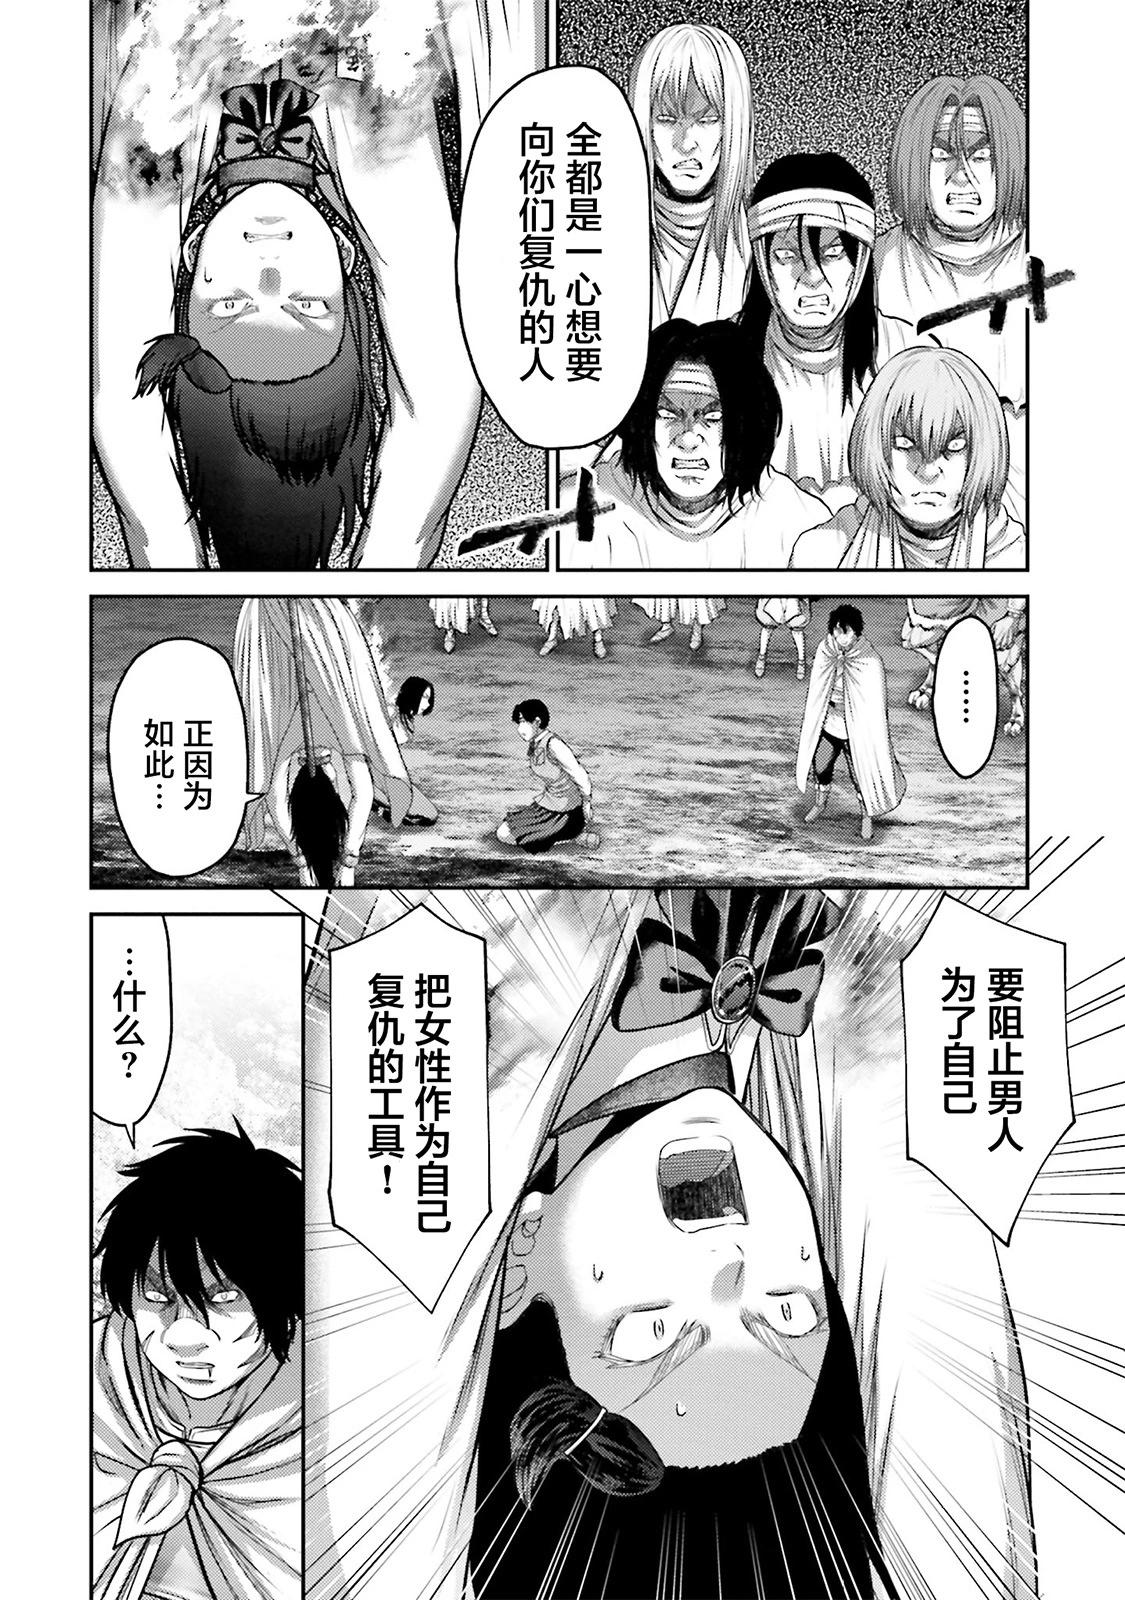 全都是一心想要
向你们复仇的人
……
正因为
如此…
要阻止男人
为了自己
把女性作为自己
复仇的工具！
…什么？